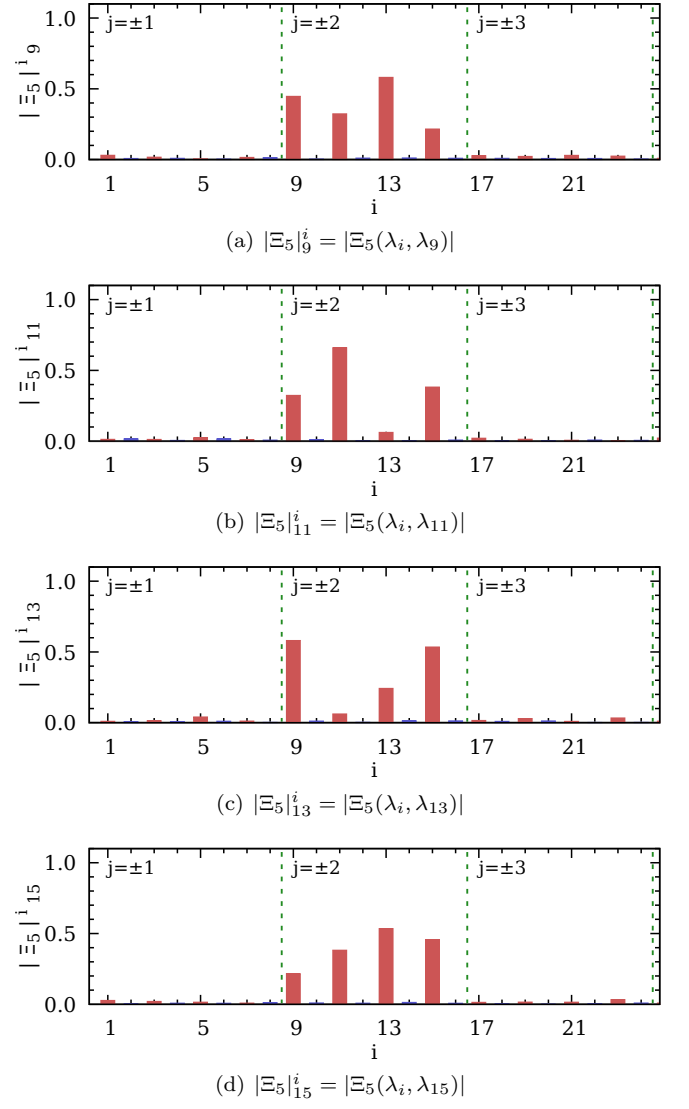 1.0
j=±1
j=±2
j=±3
0.5
0.0
| Ξ₅ |ⁱ₉
1 5 9 13 17 21
i
(a) |Ξ₅|ⁱ₉ = |Ξ₅(λᵢ, λ₉)|
1.0
j=±1
j=±2
j=±3
0.5
0.0
| Ξ₅ |ⁱ₁₁
1 5 9 13 17 21
i
(b) |Ξ₅|ⁱ₁₁ = |Ξ₅(λᵢ, λ₁₁)|
1.0
j=±1
j=±2
j=±3
0.5
0.0
| Ξ₅ |ⁱ₁₃
1 5 9 13 17 21
i
(c) |Ξ₅|ⁱ₁₃ = |Ξ₅(λᵢ, λ₁₃)|
1.0
j=±1
j=±2
j=±3
0.5
0.0
| Ξ₅ |ⁱ₁₅
1 5 9 13 17 21
i
(d) |Ξ₅|ⁱ₁₅ = |Ξ₅(λᵢ, λ₁₅)|